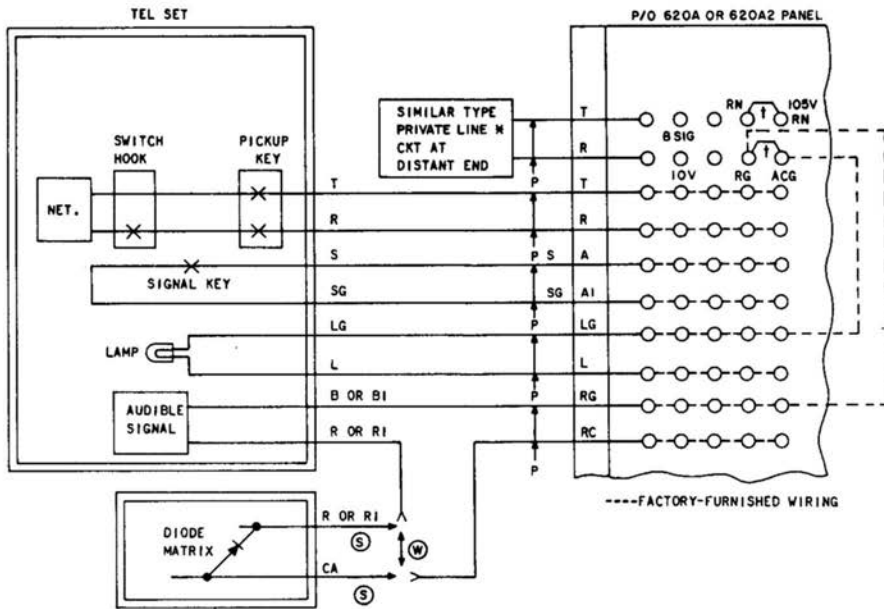 TEL SET
P/O 620A OR 620A2 PANEL
SWITCH
HOOK
PICKUP
KEY
NET.
SIMILAR TYPE
PRIVATE LINE *
CKT AT
DISTANT END
T
RN
105V
RN
B SIG
R
10V
RG
ACG
P
T
T
R
R
S
P
S
A
SIGNAL KEY
SG
SG
A1
LG
P
LG
LAMP
L
L
AUDIBLE
SIGNAL
B OR B1
P
RG
R OR R1
RC
P
----FACTORY-FURNISHED WIRING
DIODE
MATRIX
R OR R1
S
W
CA
S